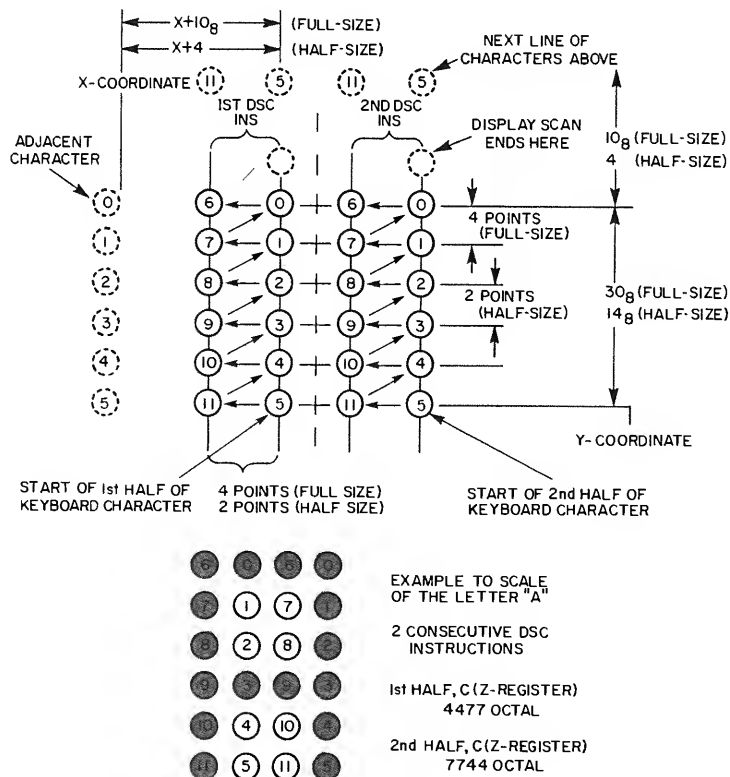 X+10₈ (FULL-SIZE)
X+4 (HALF-SIZE)
NEXT LINE OF
CHARACTERS ABOVE
X-COORDINATE 11 5 11 5
1ST DSC
INS
2ND DSC
INS
DISPLAY SCAN
ENDS HERE
10₈ (FULL-SIZE)
4 (HALF-SIZE)
ADJACENT
CHARACTER
0 6 0 6 0
1 7 1 7 1
2 8 2 8 2
3 9 3 9 3
4 10 4 10 4
5 11 5 11 5
4
POINTS
(FULL-SIZE)
2 POINTS
(HALF-SIZE)
30₈ (FULL-SIZE)
14₈ (HALF-SIZE)
Y-COORDINATE
START OF 1st HALF OF
KEYBOARD CHARACTER
4 POINTS (FULL SIZE)
2 POINTS (HALF SIZE)
START OF 2nd HALF OF
KEYBOARD CHARACTER
6 0 6 0
7 1 7 1
8 2 8 2
9 3 9 3
10 4 10 4
11 5 11 5
EXAMPLE TO SCALE
OF THE LETTER "A"
2 CONSECUTIVE DSC
INSTRUCTIONS
1st HALF, C(Z-REGISTER)
4477 OCTAL
2nd HALF, C(Z-REGISTER)
7744 OCTAL